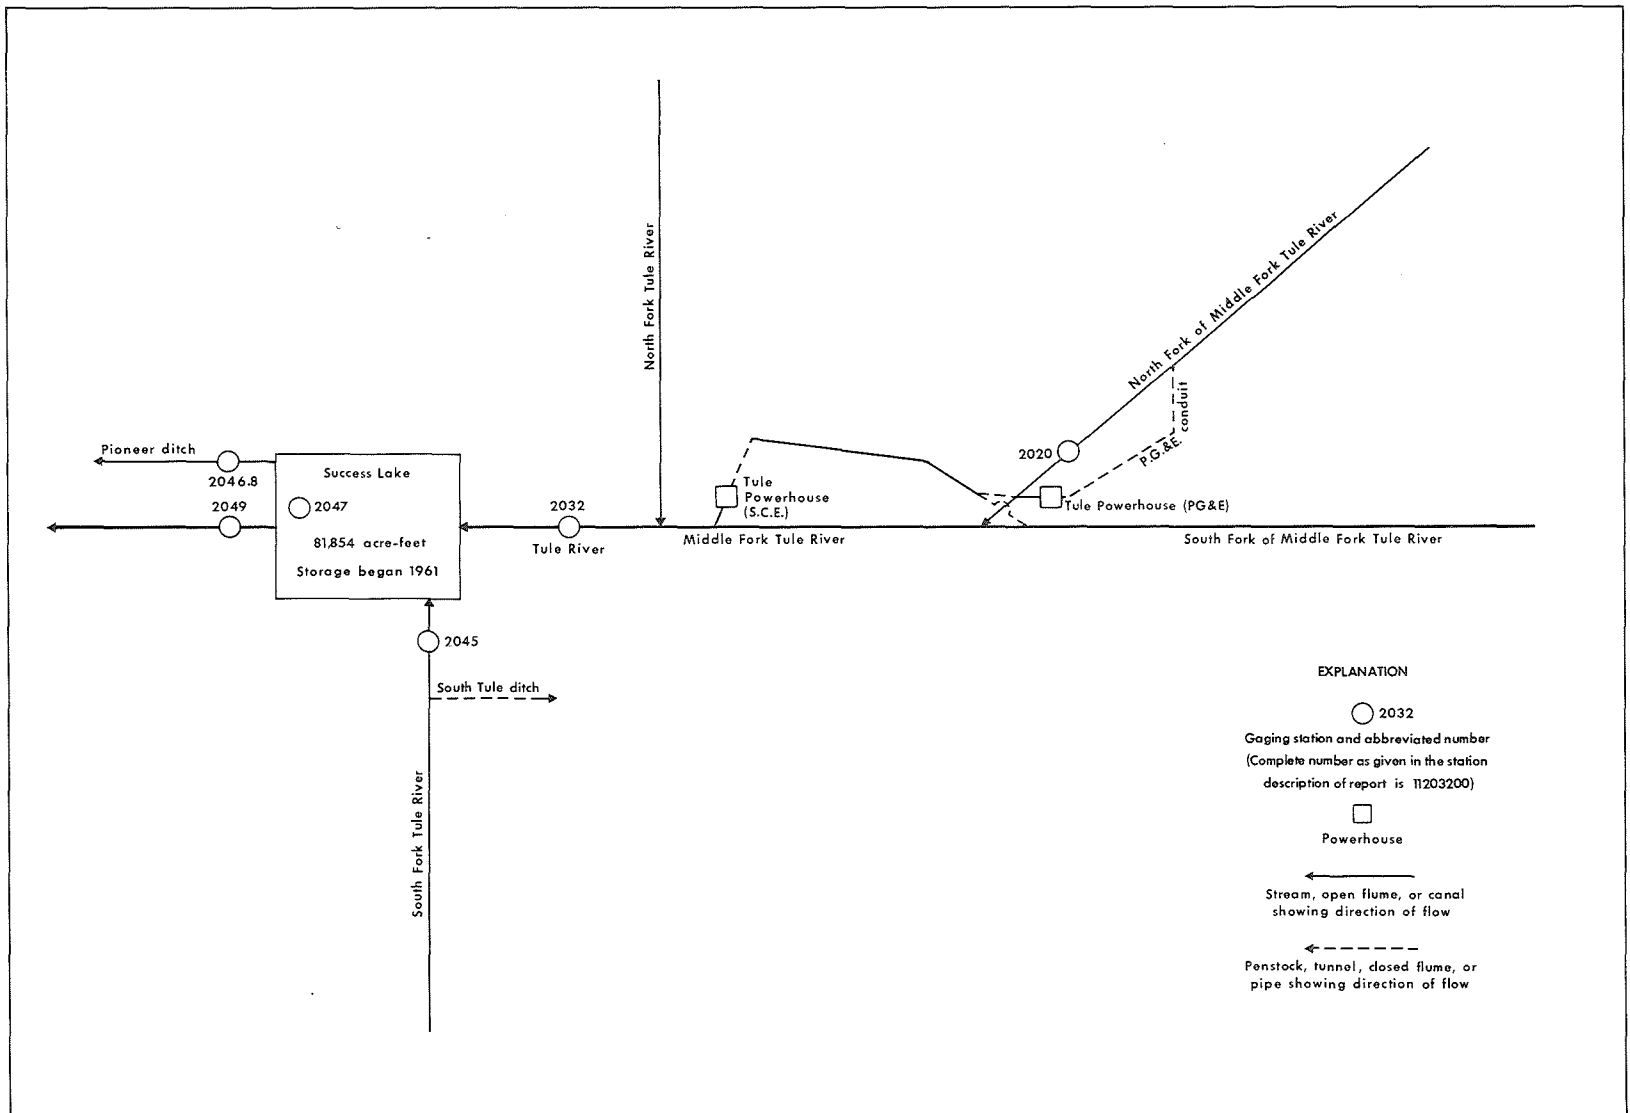 North Fork Tule River
North Fork of Middle Fork Tule River
conduit
P.G.&E.
2020
Pioneer ditch
2046.8
Success Lake
2047
2049
81,854 acre-feet
Storage began 1961
2032
Tule River
Tule
Powerhouse
(S.C.E.)
Tule Powerhouse (PG&E)
Middle Fork Tule River
South Fork of Middle Fork Tule River
2045
South Tule ditch
South Fork Tule River
EXPLANATION
2032
Gaging station and abbreviated number
(Complete number as given in the station
description of report is 11203200)
Powerhouse
Stream, open flume, or canal
showing direction of flow
Penstock, tunnel, closed flume, or
pipe showing direction of flow